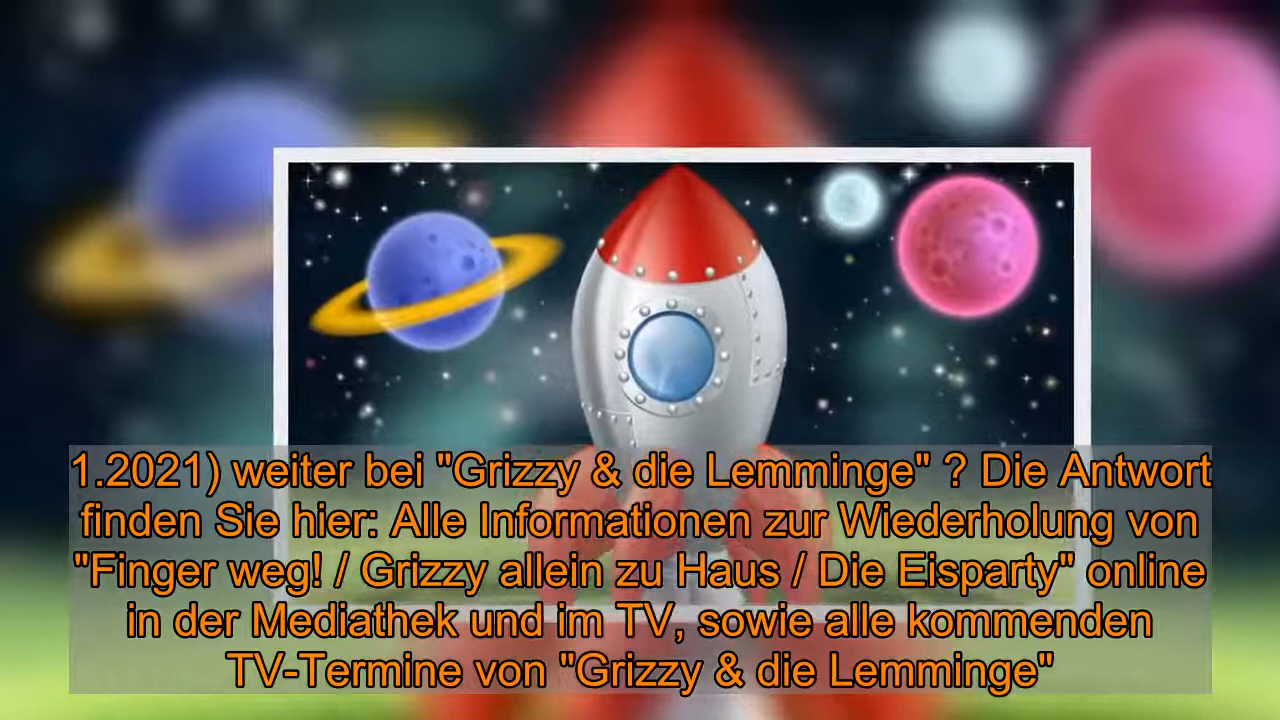 1.2021) weiter bei "Grizzy & die Lemminge" ? Die Antwort
finden Sie hier: Alle Informationen zur Wiederholung von
"Finger weg! / Grizzy allein zu Haus / Die Eisparty" online
in der Mediathek und im TV, sowie alle kommenden
TV-Termine von "Grizzy & die Lemminge"